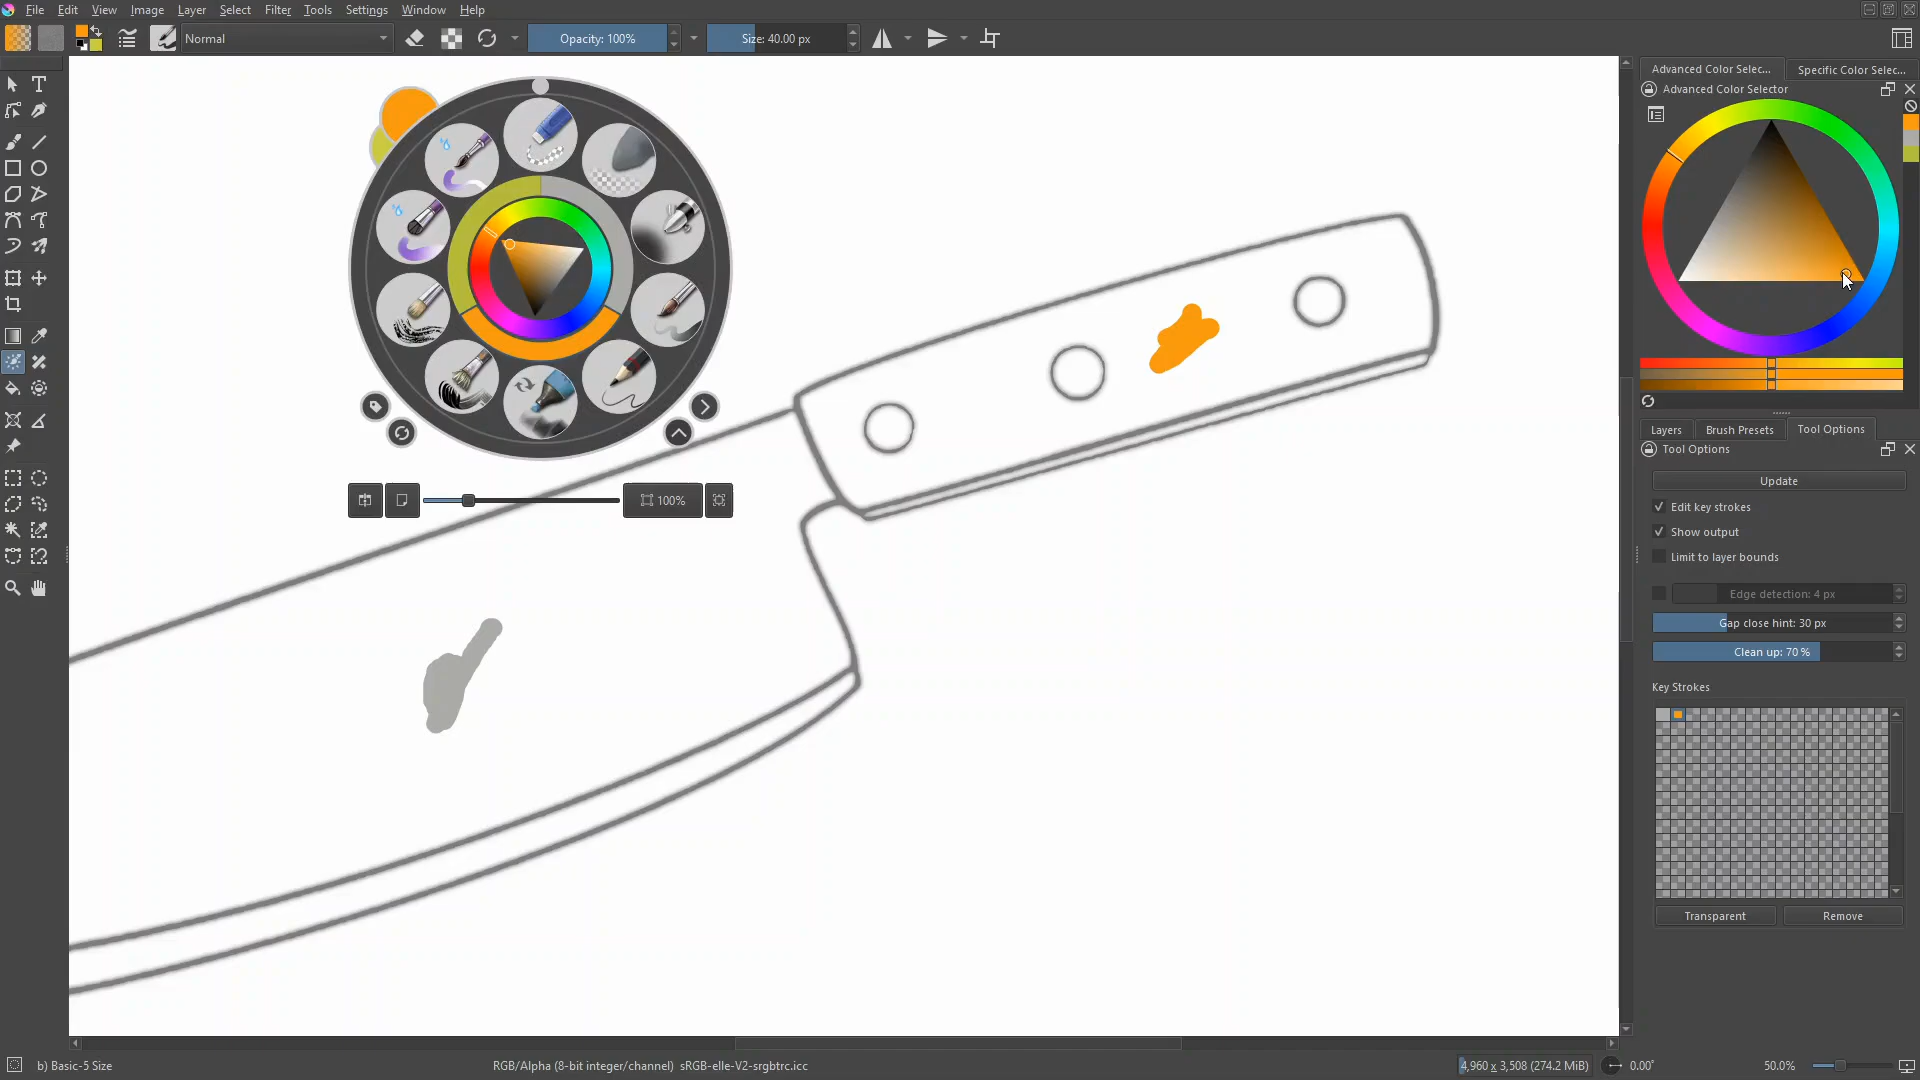 File Edit View Image Layer Select Filter Tools Settings Window Help
Normal Opacity: 100% Size: 40.00 px
Advanced Color Selec... Specific Color Selec...
Advanced Color Selector
100%
Layers Brush Presets Tool Options
Tool Options
Update
Edit key strokes
Show output
Limit to layer bounds
Edge detection: 4 px
Gap close hint: 30 px
Clean up: 70 %
Key Strokes
Transparent Remove
b) Basic-5 Size RGB/Alpha (8-bit integer/channel) sRGB-elle-V2-srgbtrc.icc 4,960 x 3,508 (274.2 MiB) 0.00° 50.0%